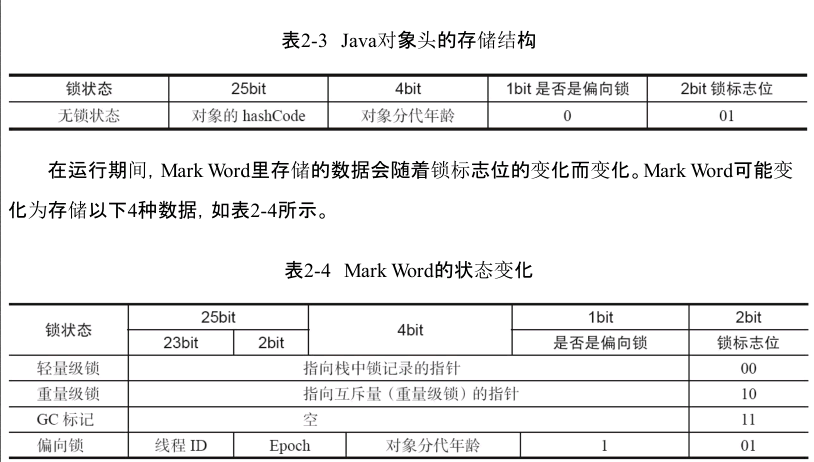 表2-3 Java对象头的存储结构
锁状态 25bit 4bit 1bit 是否是偏向锁 2bit 锁标志位
无锁状态 对象的 hashCode 对象分代年龄 0 01
在运行期间，Mark Word里存储的数据会随着锁标志位的变化而变化。Mark Word可能变
化为存储以下4种数据，如表2-4所示。
表2-4 Mark Word的状态变化
锁状态 25bit 4bit 1bit 2bit
23bit 2bit 是否是偏向锁 锁标志位
轻量级锁 指向栈中锁记录的指针 00
重量级锁 指向互斥量（重量级锁）的指针 10
GC 标记 空 11
偏向锁 线程 ID Epoch 对象分代年龄 1 01